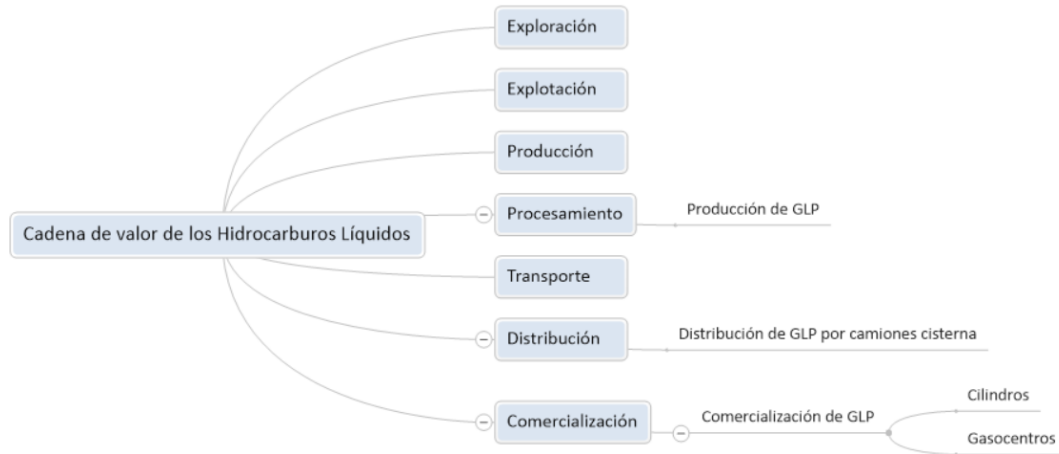 Cadena de valor de los Hidrocarburos Líquidos
Exploración
Explotación
Producción
Procesamiento
Producción de GLP
Transporte
Distribución
Distribución de GLP por camiones cisterna
Comercialización
Comercialización de GLP
Cilindros
Gasocentros